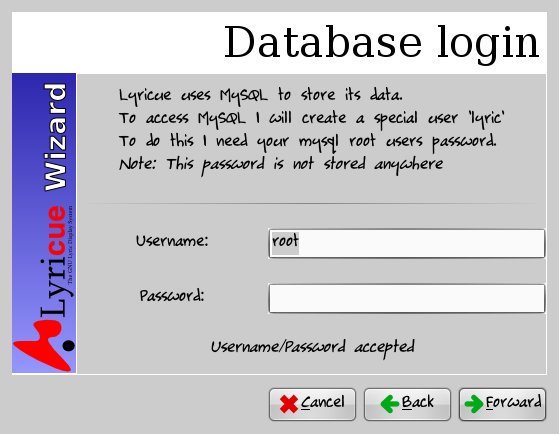 Database login
Lyricue uses MySQL to store its data.
To access MySQL I will create a special user 'lyric'
To do this I need your mysql root users password.
Note: This password is not stored anywhere
Lyricue Wizard
The GNU Lyric Display System
Username:
root
Password:
Username/Password accepted
Cancel
Back
Forward